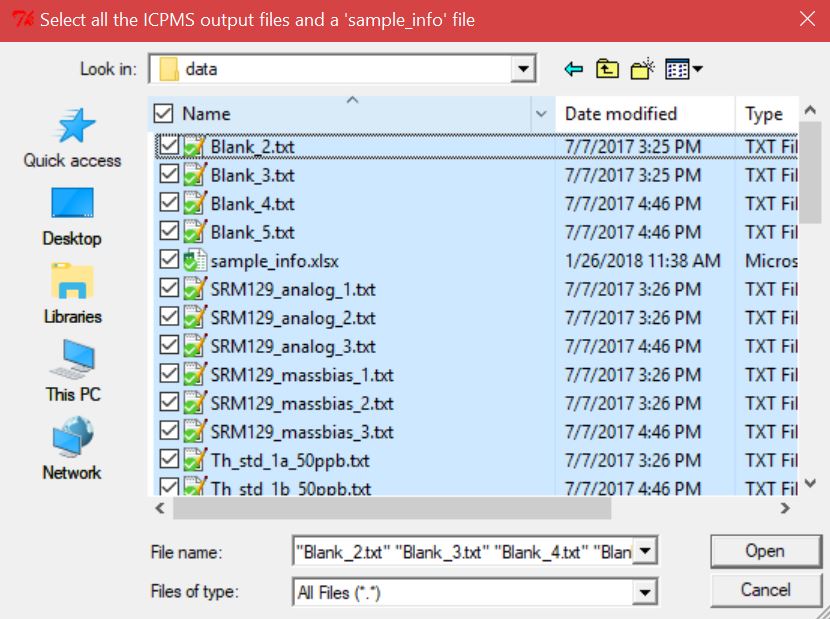 Select all the ICPMS output files and a 'sample_info' file
Look in: data
Name Date modified Type
Blank_2.txt 7/7/2017 3:25 PM TXT Fil
Blank_3.txt 7/7/2017 3:25 PM TXT Fil
Blank_4.txt 7/7/2017 4:46 PM TXT Fil
Blank_5.txt 7/7/2017 4:46 PM TXT Fil
sample_info.xlsx 1/26/2018 11:38 AM Micros
SRM129_analog_1.txt 7/7/2017 3:26 PM TXT Fil
SRM129_analog_2.txt 7/7/2017 3:26 PM TXT Fil
SRM129_analog_3.txt 7/7/2017 4:46 PM TXT Fil
SRM129_massbias_1.txt 7/7/2017 3:26 PM TXT Fil
SRM129_massbias_2.txt 7/7/2017 3:26 PM TXT Fil
SRM129_massbias_3.txt 7/7/2017 4:46 PM TXT Fil
Th_std_1a_50ppb.txt 7/7/2017 3:26 PM TXT Fil
Th_std_1b_50ppb.txt 7/7/2017 4:46 PM TXT Fil
Quick access
Desktop
Libraries
This PC
Network
File name: "Blank_2.txt" "Blank_3.txt" "Blank_4.txt" "Blan
Open
Files of type: All Files (*.*)
Cancel